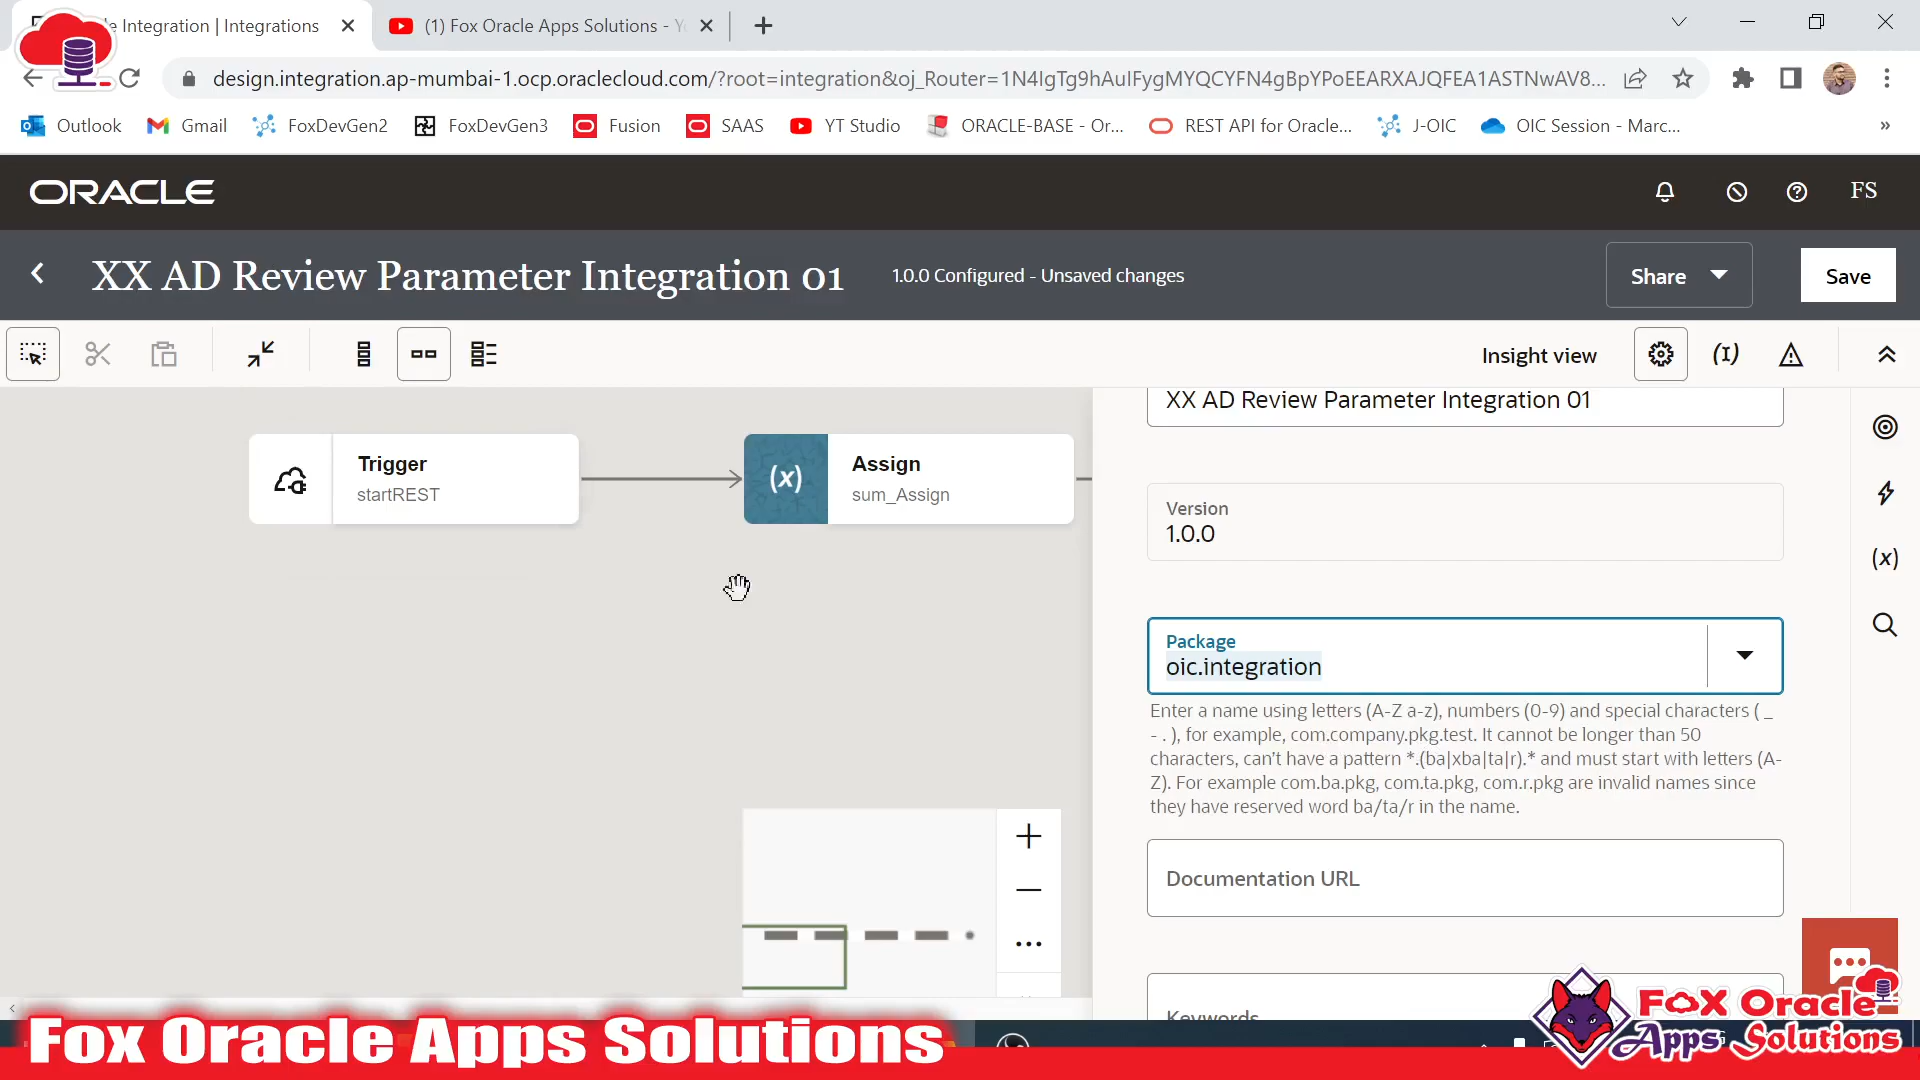 le Integration | Integrations
(1) Fox Oracle Apps Solutions - Y
design.integration.ap-mumbai-1.ocp.oraclecloud.com/?root=integration&oj_Router=1N4IgTg9hAuIFygMYQCYFN4gBpYPoEEARXAJQFEA1ASTNwAV8...
Outlook
Gmail
FoxDevGen2
FoxDevGen3
Fusion
SAAS
YT Studio
ORACLE-BASE - Or...
REST API for Oracle...
J-OIC
OIC Session - Marc...
»
ORACLE
FS
XX AD Review Parameter Integration 01
1.0.0 Configured - Unsaved changes
Share
Save
Insight view
(I)
XX AD Review Parameter Integration 01
Trigger
startREST
(x)
Assign
sum_Assign
Version
1.0.0
(x)
Package
oic.integration
Enter a name using letters (A-Z a-z), numbers (0-9) and special characters ( _
- . ), for example, com.company.pkg.test. It cannot be longer than 50
characters, can't have a pattern *.(ba|xba|ta|r).* and must start with letters (A-
Z). For example com.ba.pkg, com.ta.pkg, com.r.pkg are invalid names since
they have reserved word ba/ta/r in the name.
Documentation URL
Keywords
Fox Oracle Apps Solutions
FOX Oracle
Apps Solutions